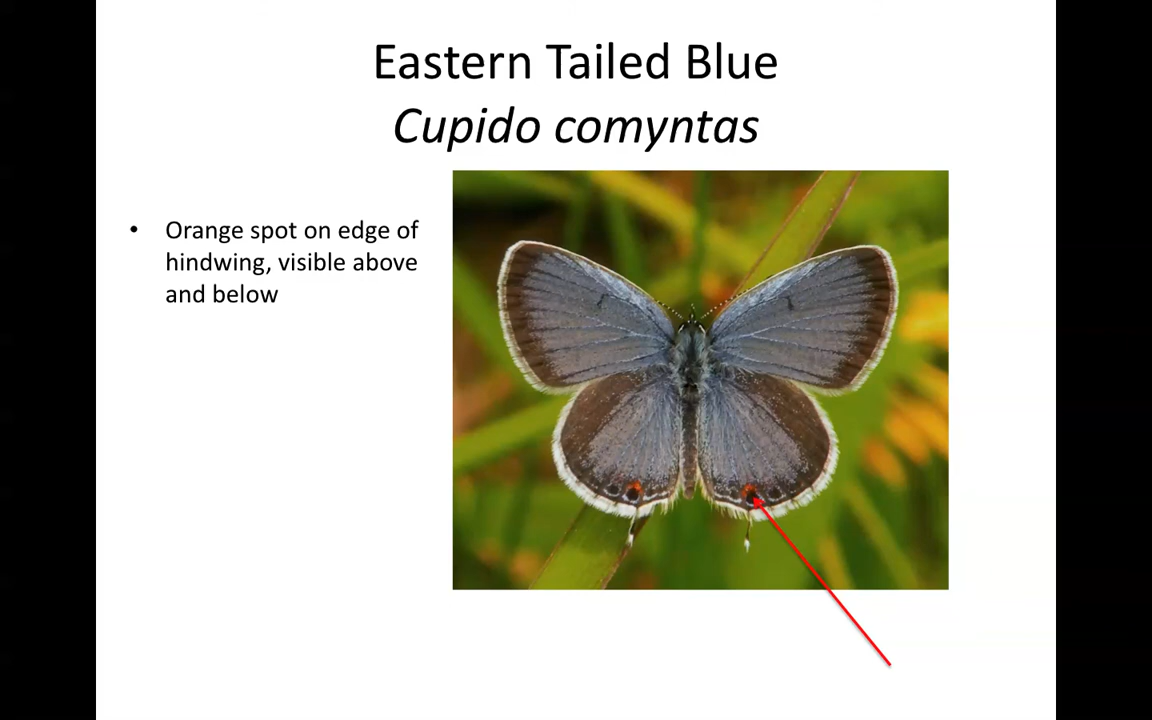 Eastern Tailed Blue
Cupido comyntas
• Orange spot on edge of
hindwing, visible above
and below